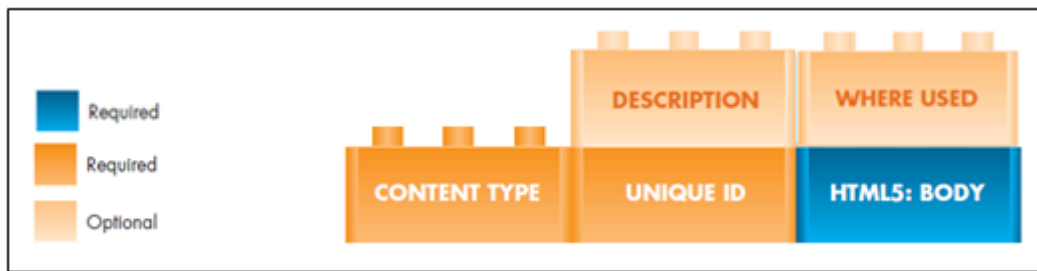 Required
Required
Optional
DESCRIPTION
WHERE USED
CONTENT TYPE
UNIQUE ID
HTML5: BODY